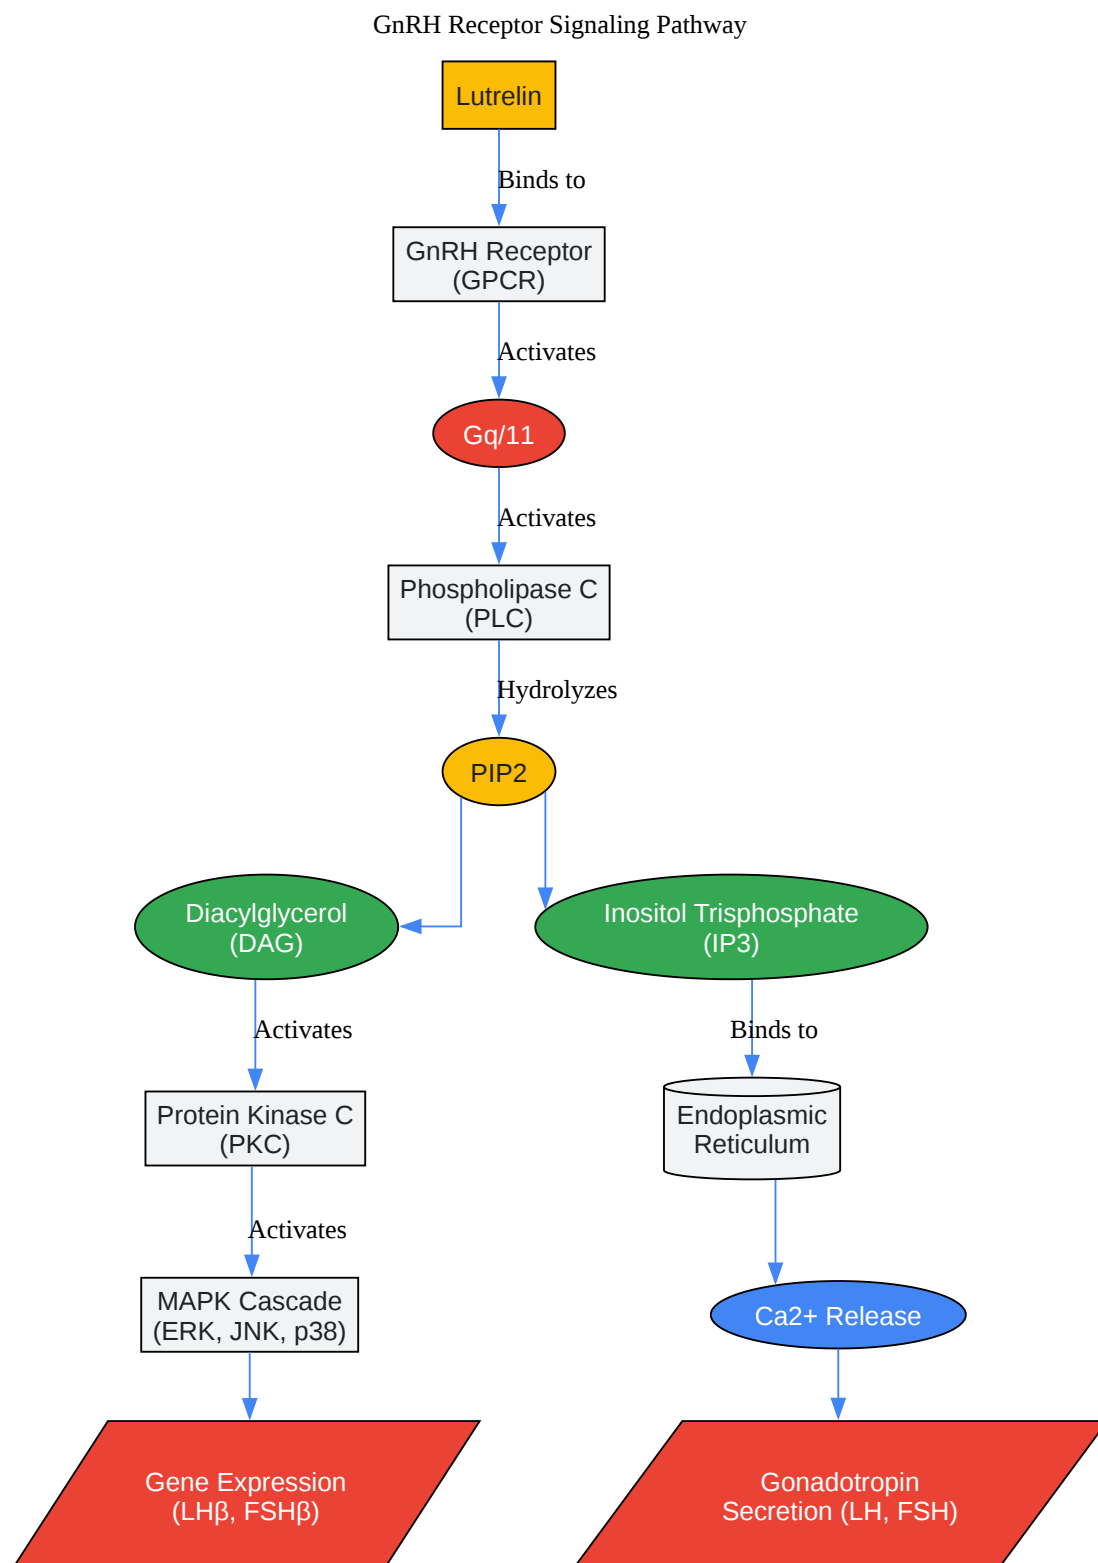 GnRH Receptor Signaling Pathway
Lutrelin
Binds to
GnRH Receptor
(GPCR)
Activates
Gq/11
Activates
Phospholipase C
(PLC)
Hydrolyzes
PIP2
Diacylglycerol
(DAG)
Inositol Trisphosphate
(IP3)
Activates
Binds to
Protein Kinase C
(PKC)
Endoplasmic
Reticulum
Activates
MAPK Cascade
(ERK, JNK, p38)
Ca2+ Release
Gene Expression
(LHβ, FSHβ)
Gonadotropin
Secretion (LH, FSH)